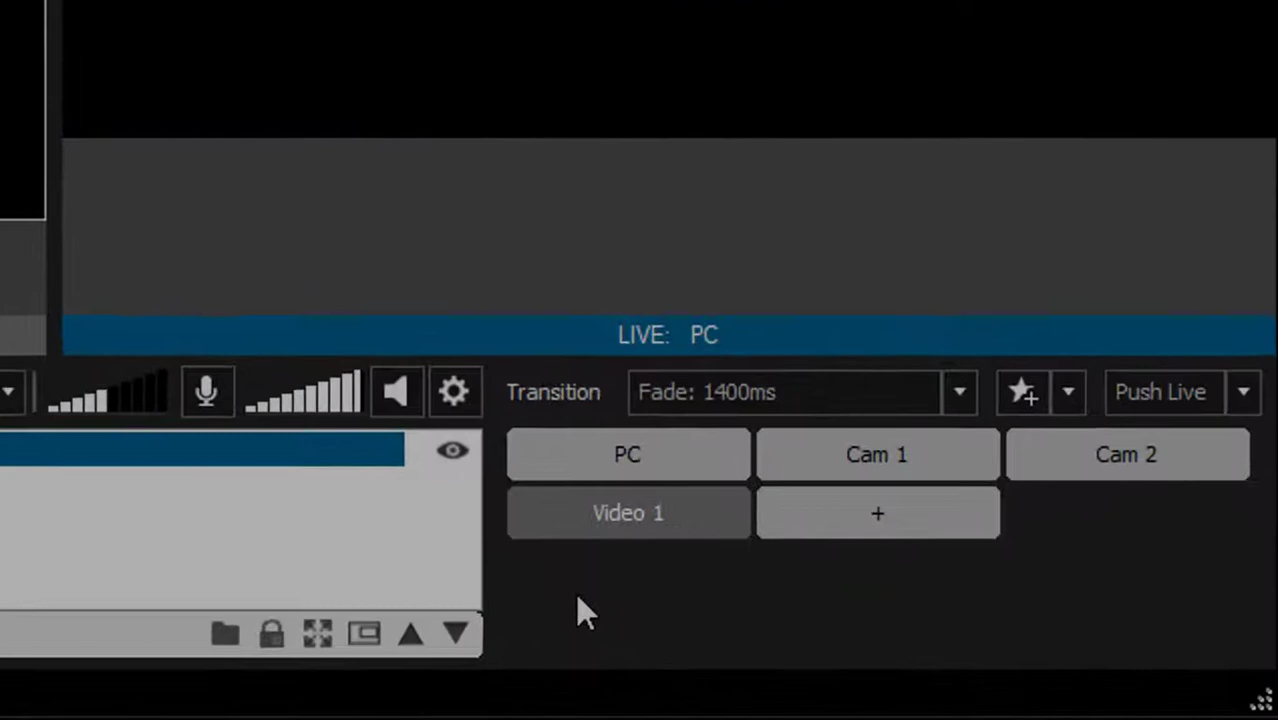 LIVE: PC
Transition Fade: 1400ms Push Live
PC Cam 1 Cam 2
Video 1 +